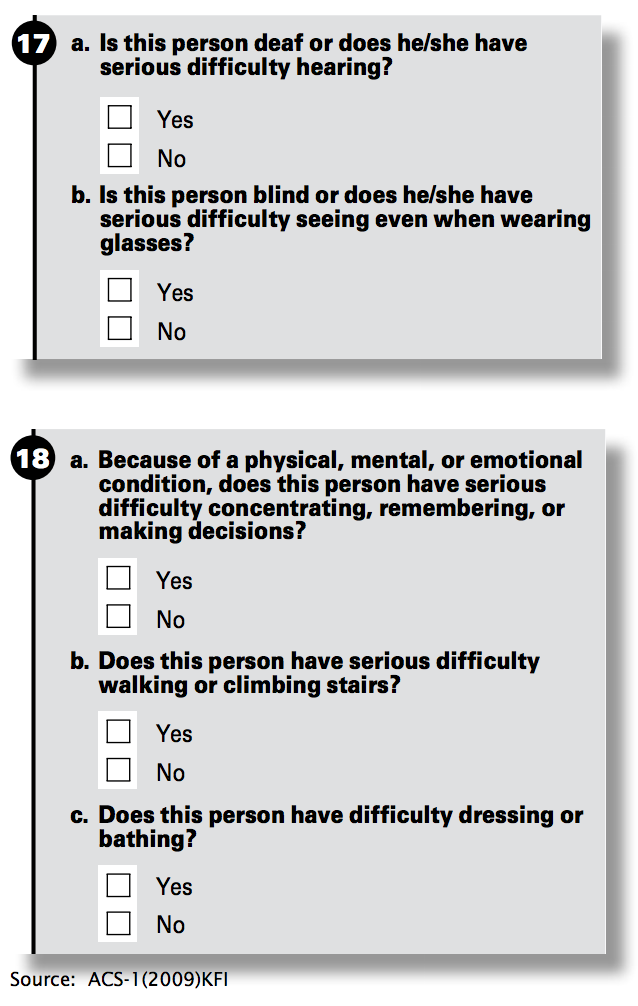 17 a. Is this person deaf or does he/she have
serious difficulty hearing?
Yes
No
b. Is this person blind or does he/she have
serious difficulty seeing even when wearing
glasses?
Yes
No
18 a. Because of a physical, mental, or emotional
condition, does this person have serious
difficulty concentrating, remembering, or
making decisions?
Yes
No
b. Does this person have serious difficulty
walking or climbing stairs?
Yes
No
c. Does this person have difficulty dressing or
bathing?
Yes
No
Source: ACS-1(2009)KFI